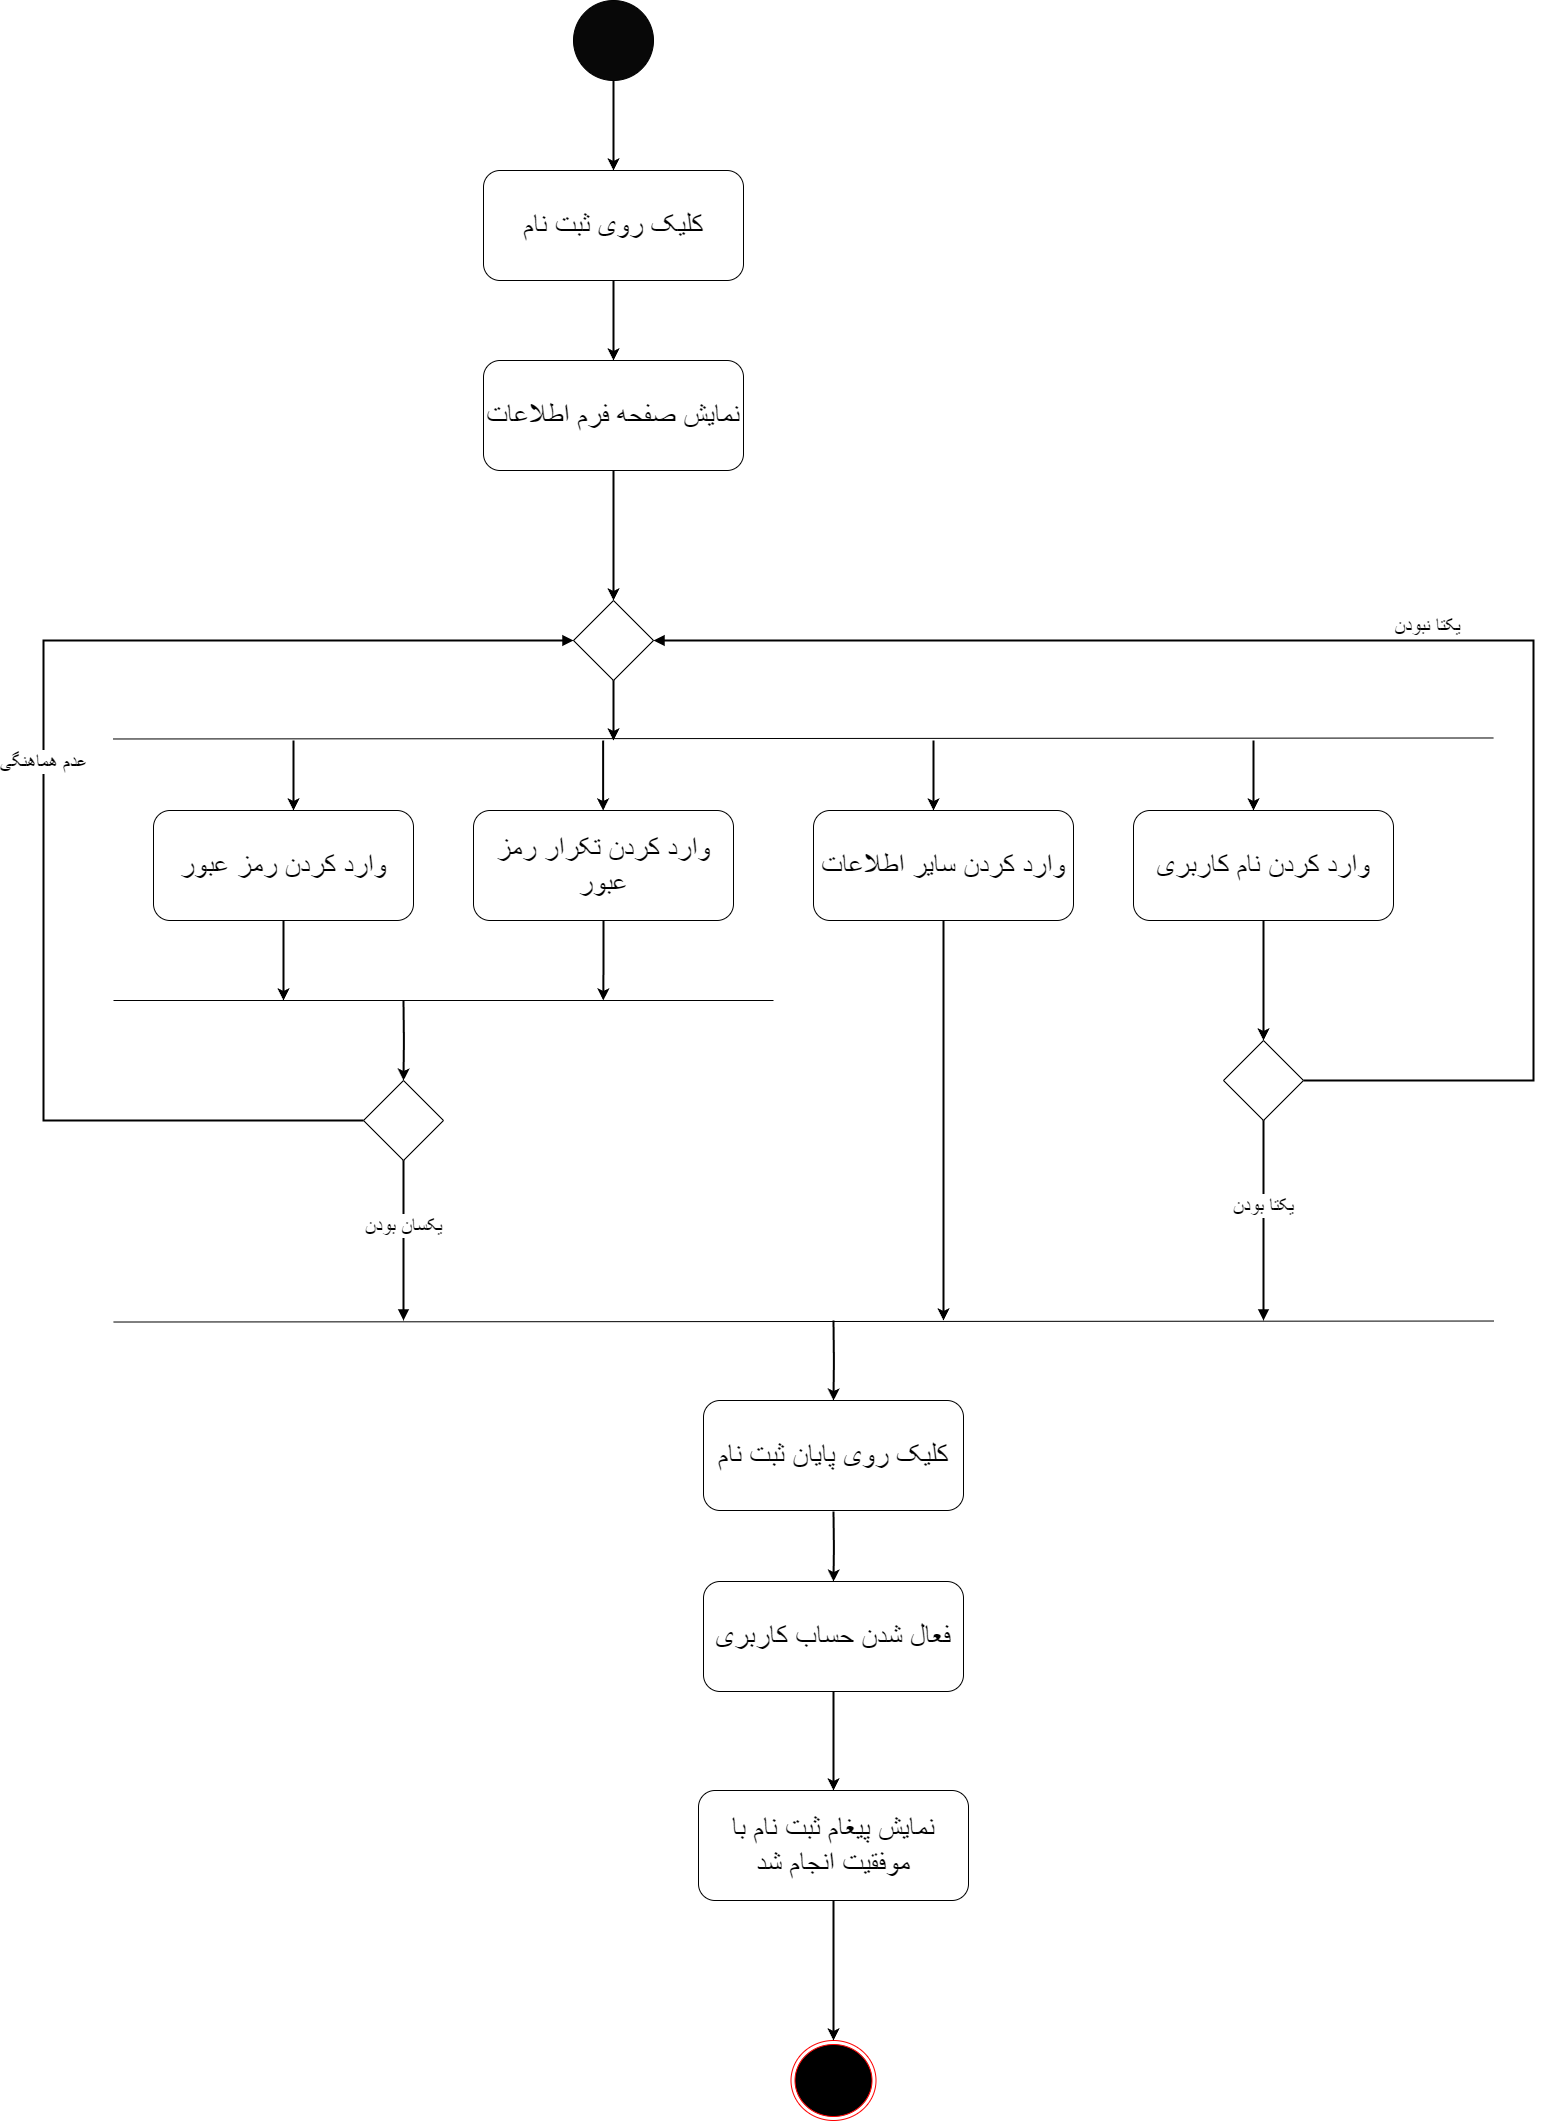 کلیک روی ثبت نام
نمایش صفحه فرم اطلاعات
یکتا نبودن
عدم هماهنگی
وارد کردن نام کاربری
وارد کردن سایر اطلاعات
وارد کردن تکرار رمز
عبور
وارد کردن رمز عبور
یکتا بودن
یکسان بودن
کلیک روی پایان ثبت نام
فعال شدن حساب کاربری
نمایش پیغام ثبت نام با
موفقیت انجام شد